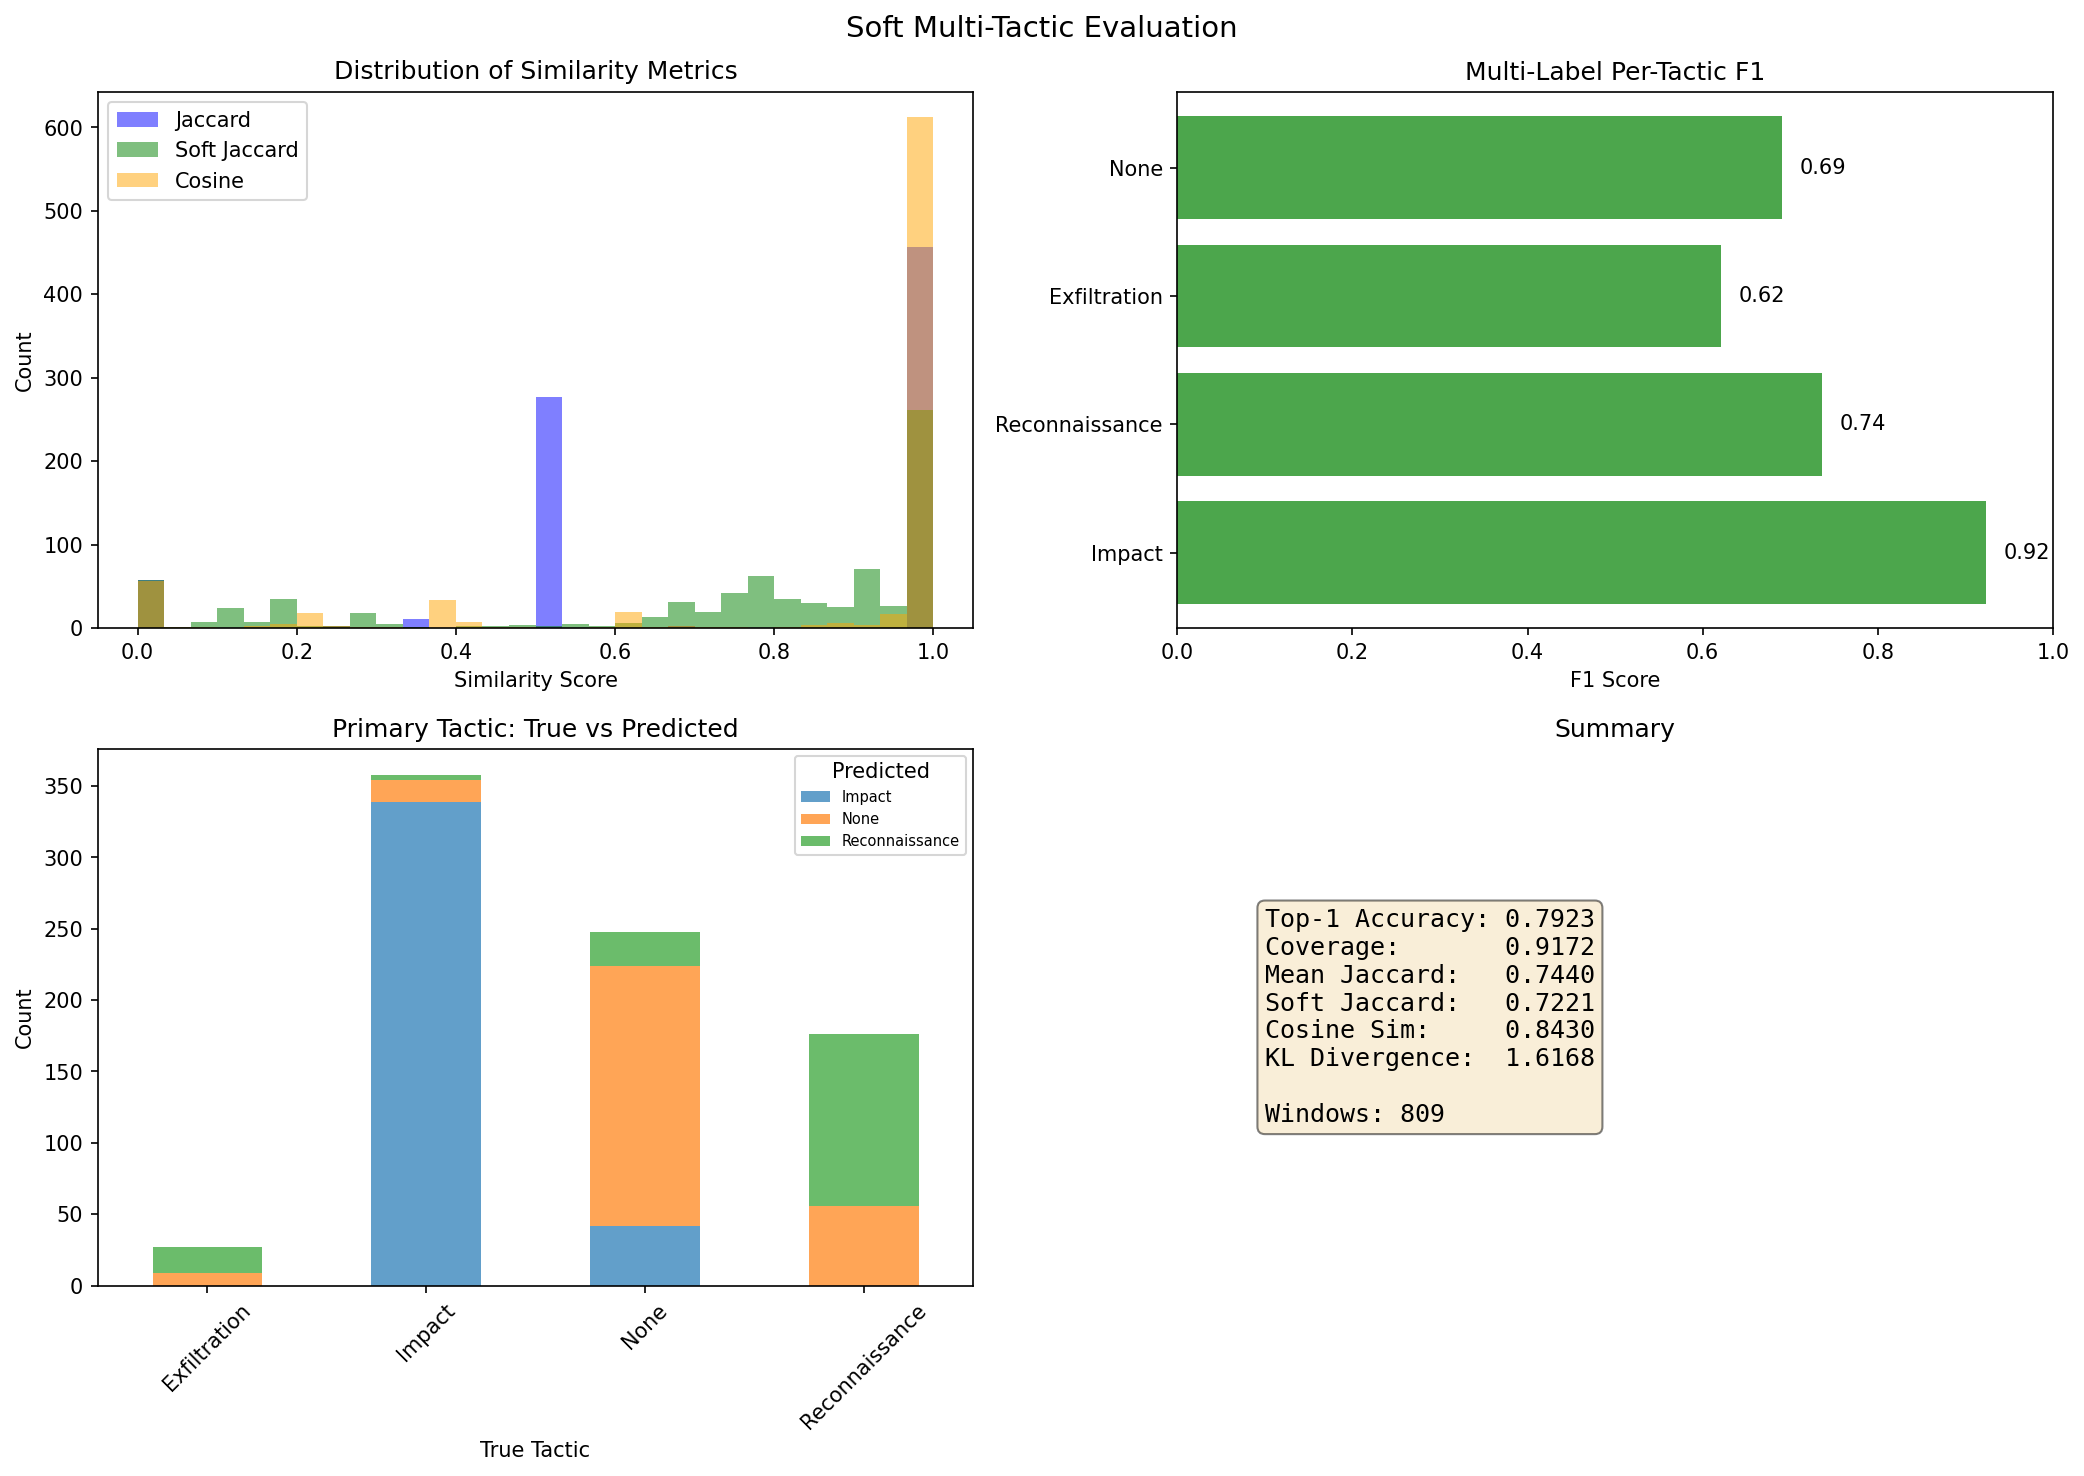 Soft Multi-Tactic Evaluation
Distribution of Similarity Metrics
Jaccard
Soft Jaccard
Cosine
600
500
400
300
200
100
0
Count
0.0 0.2 0.4 0.6 0.8 1.0
Similarity Score
Multi-Label Per-Tactic F1
None
Exfiltration
Reconnaissance
Impact
0.69
0.62
0.74
0.92
0.0 0.2 0.4 0.6 0.8 1.0
F1 Score
Primary Tactic: True vs Predicted
Predicted
Impact
None
Reconnaissance
350
300
250
200
150
100
50
0
Count
Exfiltration
Impact
None
Reconnaissance
True Tactic
Summary
Top-1 Accuracy: 0.7923
Coverage: 0.9172
Mean Jaccard: 0.7440
Soft Jaccard: 0.7221
Cosine Sim: 0.8430
KL Divergence: 1.6168
Windows: 809